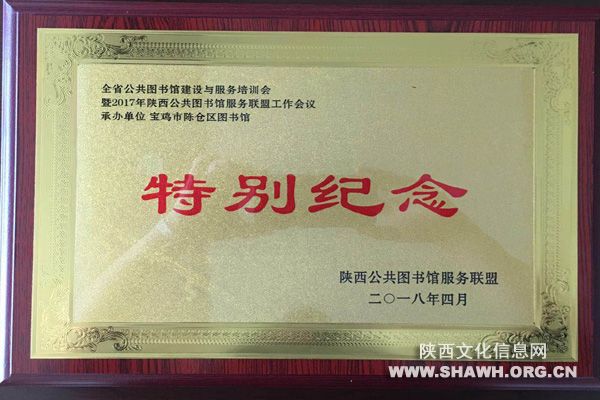 全省公共图书馆建设与服务培训会
暨2017年陕西公共图书馆服务联盟工作会议
承办单位 宝鸡市陈仓区图书馆
特别纪念
陕西公共图书馆服务联盟
二〇一八年四月
陕西文化信息网
www.SHAWH.ORG.CN